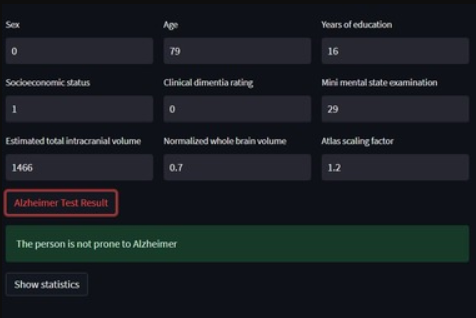 Sex Age Years of education
0 79 16
Socioeconomic status Clinical dimentia rating Mini mental state examination
1 0 29
Estimated total intracranial volume Normalized whole brain volume Atlas scaling factor
1466 0.7 1.2
Alzheimer Test Result
The person is not prone to Alzheimer
Show statistics